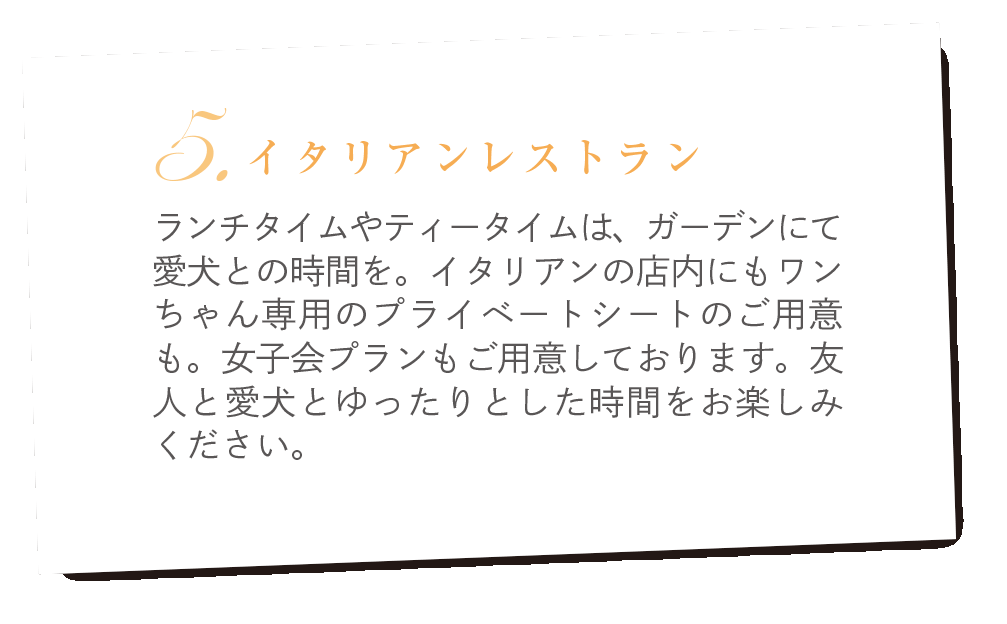 5. イタリアンレストラン
ランチタイムやティータイムは、ガーデンにて
愛犬との時間を。イタリアンの店内にもワン
ちゃん専用のプライベートシートのご用意
も。女子会プランもご用意しております。友
人と愛犬とゆったりとした時間をお楽しみ
ください。